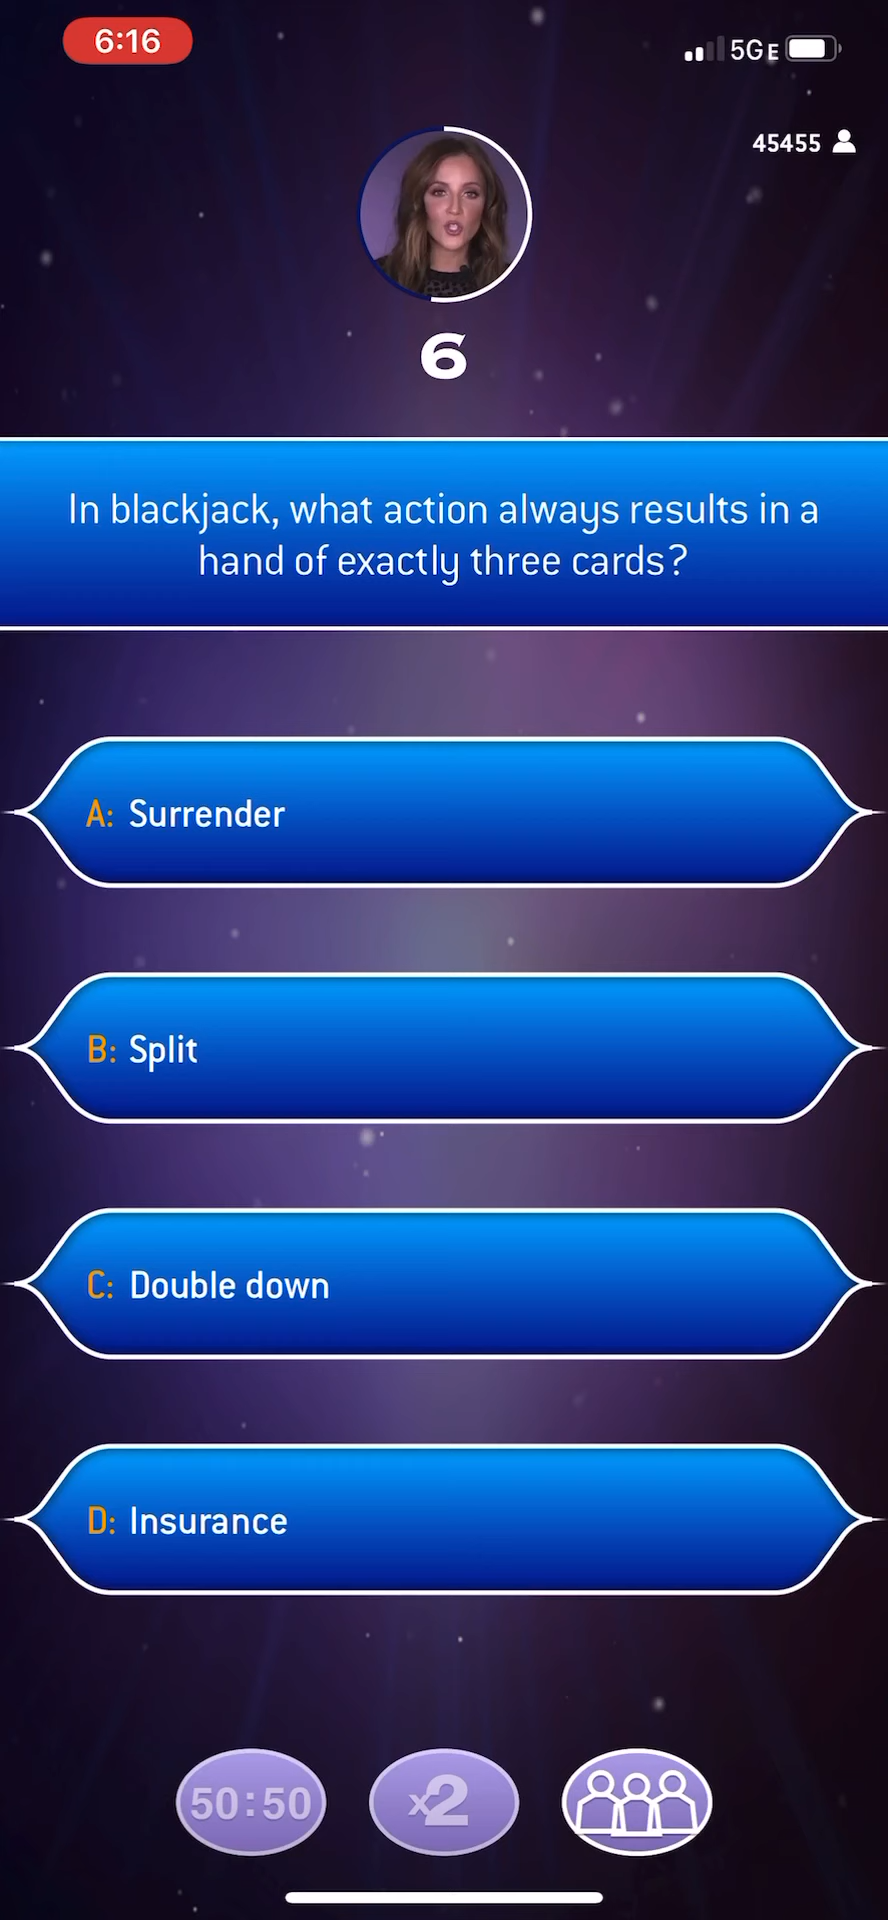 6:16
5GE
45455
6
In blackjack, what action always results in a
hand of exactly three cards?
A: Surrender
B: Split
C: Double down
D: Insurance
50:50
x2